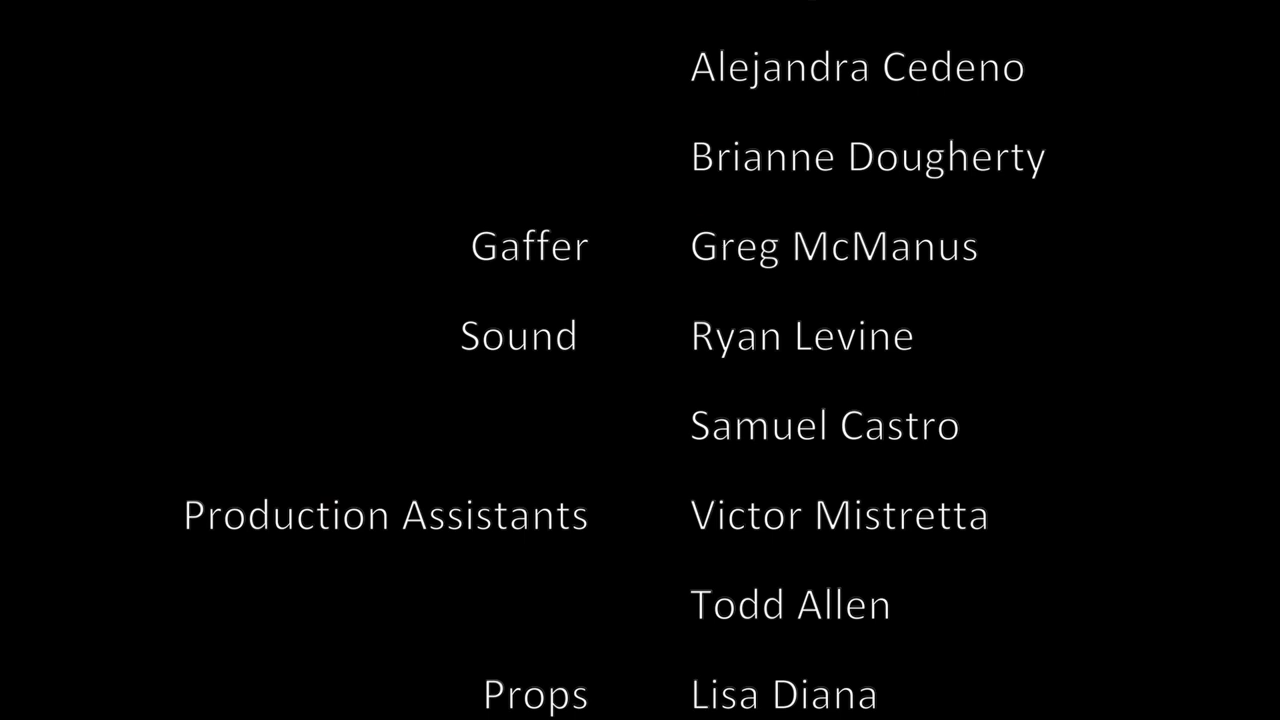 Alejandra Cedeno
Brianne Dougherty
Gaffer Greg McManus
Sound Ryan Levine
Samuel Castro
Production Assistants Victor Mistretta
Todd Allen
Props Lisa Diana